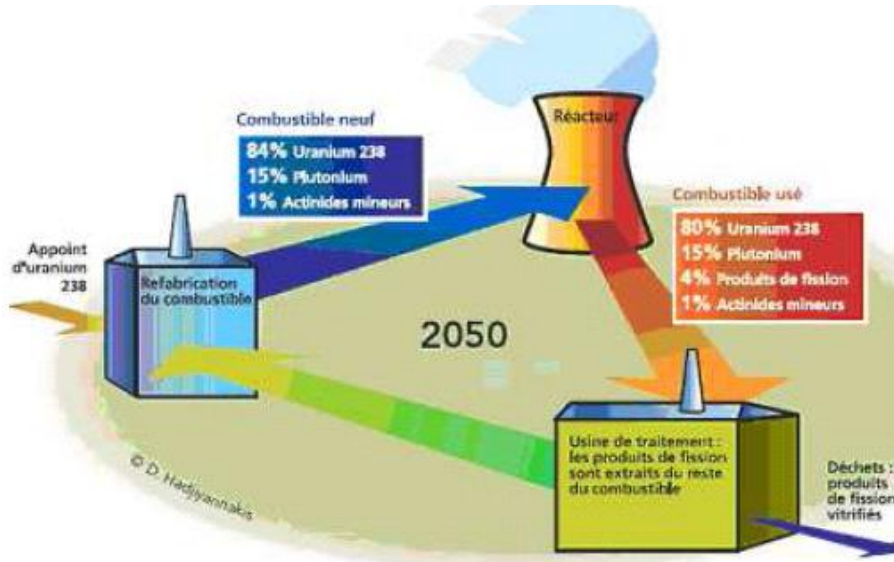 Combustible neuf
84% Uranium 238
15% Plutonium
1% Actinides mineurs
Réacteur
Combustible usé
80% Uranium 238
15% Plutonium
4% Produits de fission
1% Actinides mineurs
Appoint
d'uranium
238
Refabrication
du combustible
2050
Usine de traitement :
les produits de fission
sont extraits du reste
du combustible
Déchets :
produits
de fission
vitrifiés
© D. Hadjiyannakis